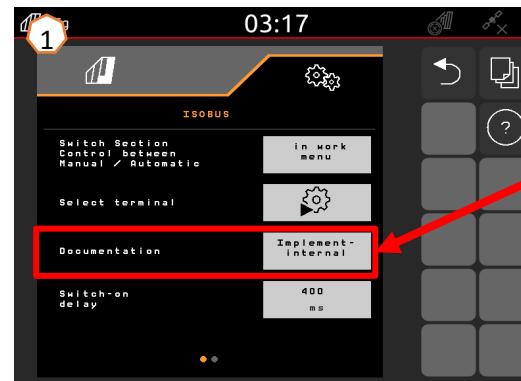 1
03:17
ISOBUS
Switch Section
Control between
Manual / Automatic
in work
menu
Select terminal
Documentation
Implement-
internal
Switch-on
delay
400
ms
?